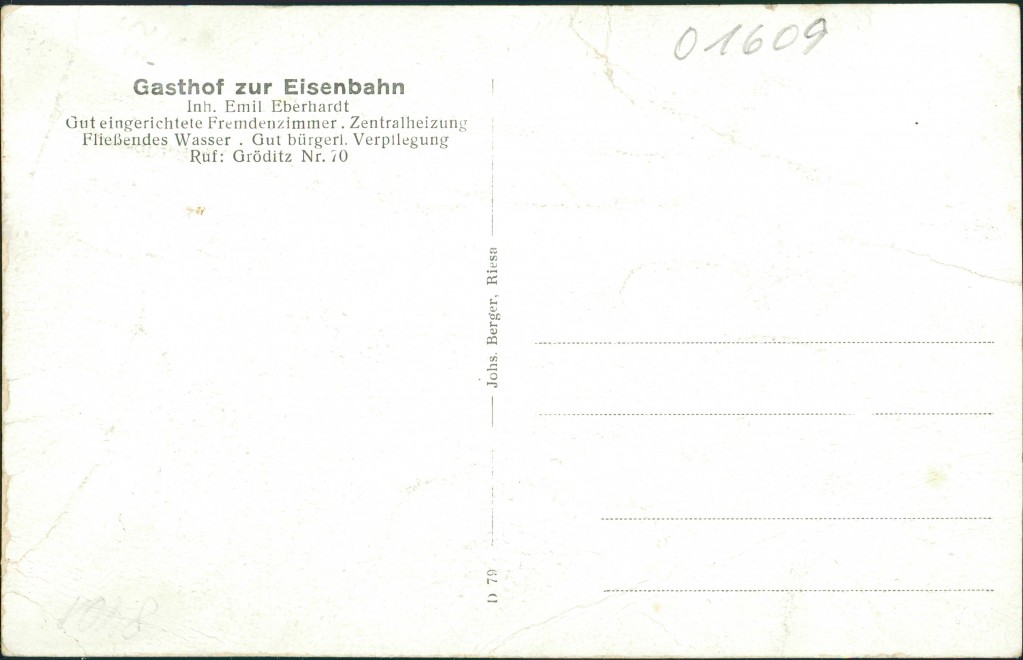 Gasthof zur Eisenbahn
Inh. Emil Eberhardt
Gut eingerichtete Fremdenzimmer . Zentralheizung
Fließendes Wasser . Gut bürgerl. Verpflegung
Ruf: Gröditz Nr. 70
Johs. Berger, Riesa
D 79
01609